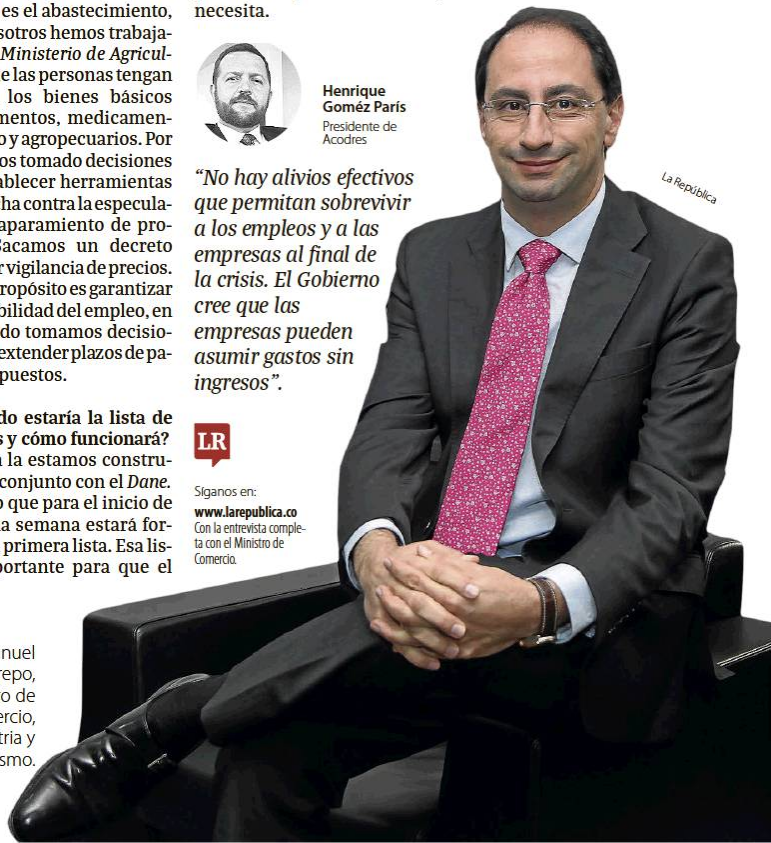 es el abastecimiento,
sotros hemos trabaja-
Ministerio de Agricul-
e las personas tengan
los bienes básicos
mentos, medicamen-
o y agropecuarios. Por
os tomado decisiones
ablecer herramientas
cha contra la especula-
aparamiento de pro-
Sacamos un decreto
r vigilancia de precios.
ropósito es garantizar
bilidad del empleo, en
do tomamos decisio-
extender plazos de pa-
puestos.
do estaría la lista de
s y cómo funcionará?
a la estamos constru-
conjunto con el Dane.
o que para el inicio de
na semana estará for-
primera lista. Esa lis-
portante para que el
nuel
repo,
o de
ercio,
tria y
smo.
necesita.
Henrique
Goméz París
Presidente de
Acodres
“No hay alivios efectivos
que permitan sobrevivir
a los empleos y a las
empresas al final de
la crisis. El Gobierno
cree que las
empresas pueden
asumir gastos sin
ingresos”.
LR
Síganos en:
www.larepublica.co
Con la entrevista comple-
ta con el Ministro de
Comercio.
La República